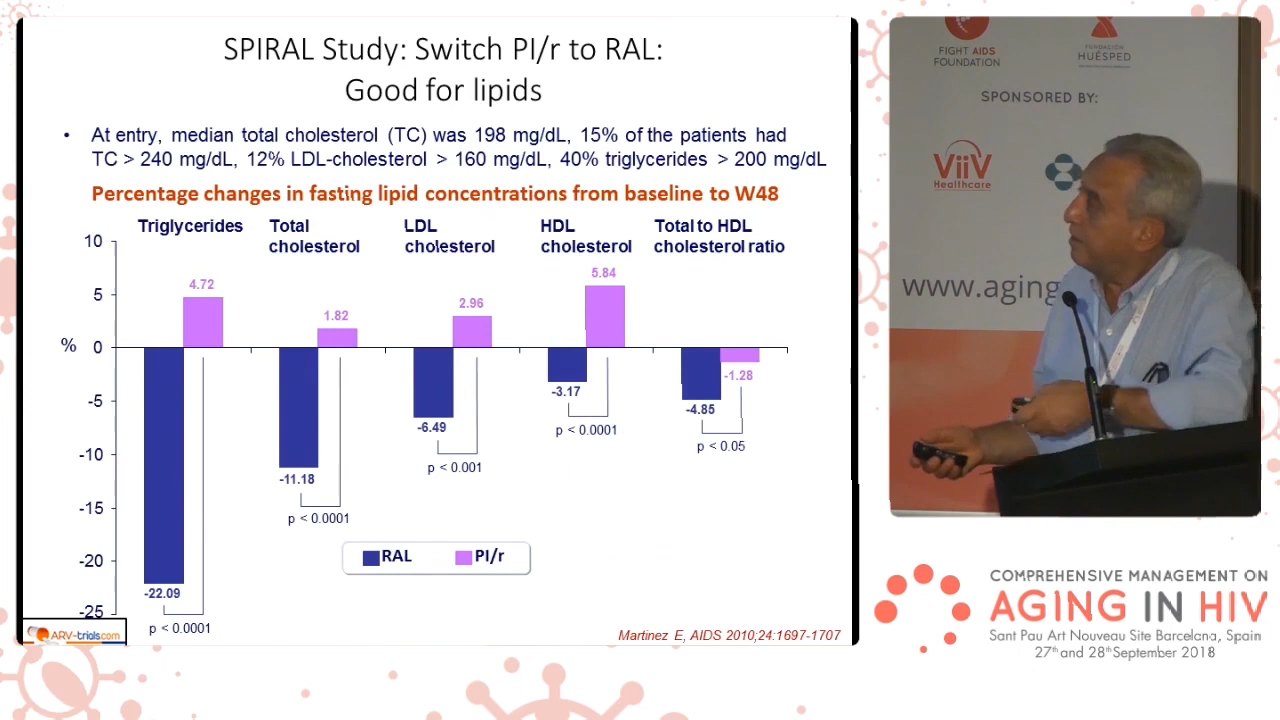 SPIRAL Study: Switch PI/r to RAL:
Good for lipids
• At entry, median total cholesterol (TC) was 198 mg/dL, 15% of the patients had
TC > 240 mg/dL, 12% LDL-cholesterol > 160 mg/dL, 40% triglycerides > 200 mg/dL
Percentage changes in fasting lipid concentrations from baseline to W48
Triglycerides
Total
cholesterol
LDL
cholesterol
HDL
cholesterol
Total to HDL
cholesterol ratio
%
10
5
0
-5
-10
-15
-20
-25
4.72
-22.09
p < 0.0001
1.82
-11.18
p < 0.0001
2.96
-6.49
p < 0.001
5.84
-3.17
p < 0.0001
-1.28
-4.85
p < 0.05
RAL
PI/r
ARV-trials.com
Martinez E, AIDS 2010;24:1697-1707
FIGHT AIDS
FOUNDATION
FUNDACIÓN
HUÉSPED
SPONSORED BY:
ViiV
Healthcare
www.aging
COMPREHENSIVE MANAGEMENT ON
AGING IN HIV
Sant Pau Art Nouveau Site Barcelona, Spain
27th and 28th September 2018